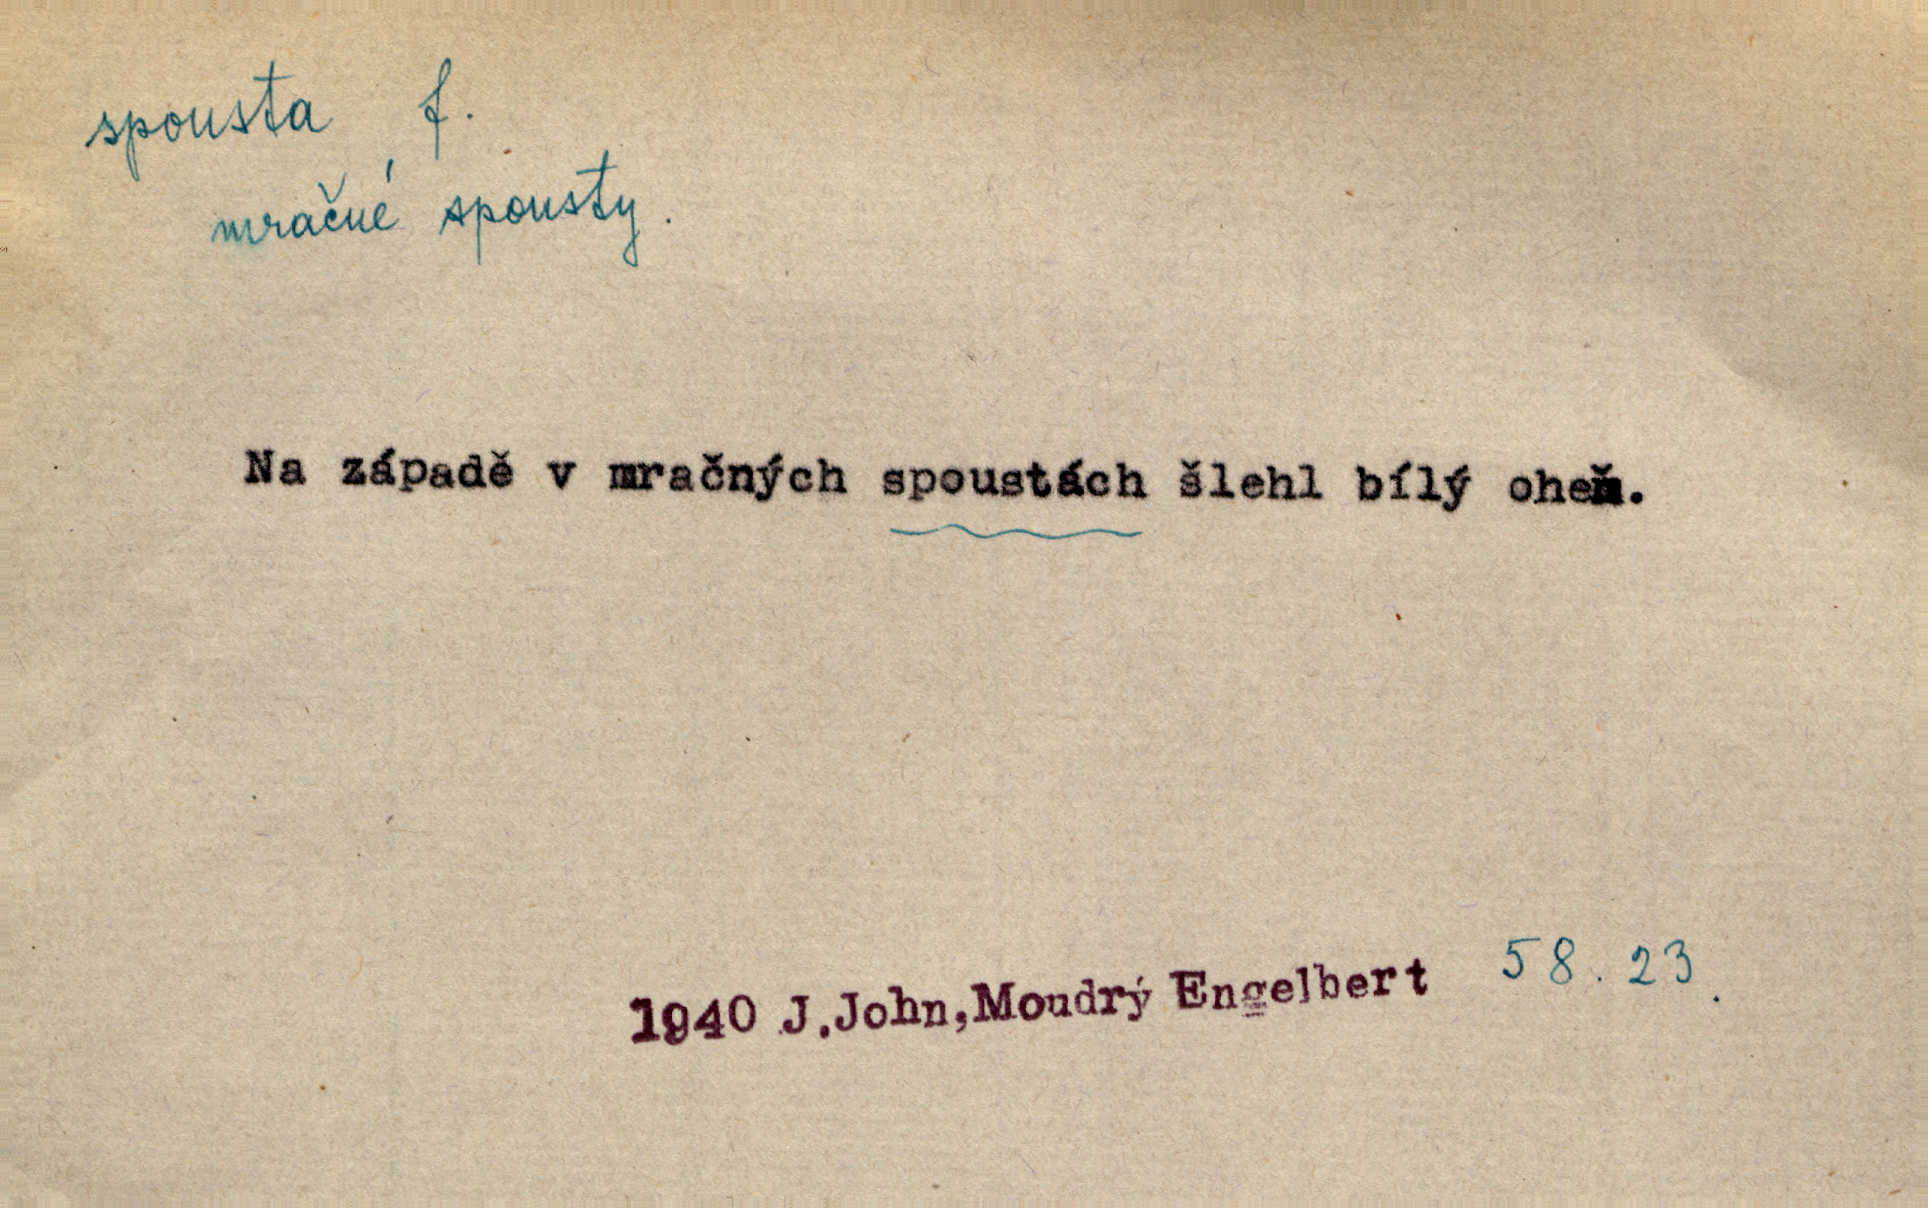 spousta f.
mračné spousty.
Na západě v mračných spoustách šlehl bílý oheň.
1940 J.John,Moudrý Engelbert 58.23.